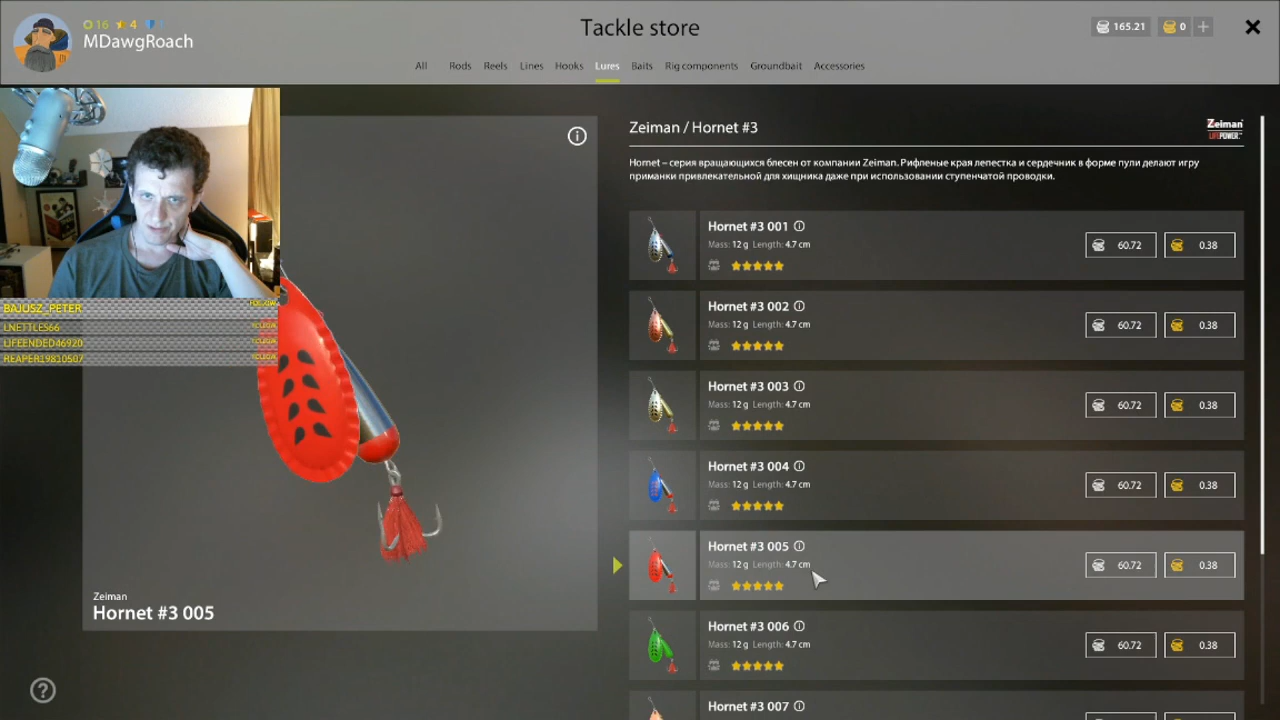 16 4
MDawgRoach
Tackle store
165.21
0 +
All Rods Reels Lines Hooks Lures Baits Rig components Groundbait Accessories
BAJUSZ_PETER FOLLOW
LNETTLES66 FOLLOW
LIFEENDED46920 FOLLOW
REAPER19810507 FOLLOW
Zeiman
Hornet #3 005
Zeiman / Hornet #3
Zeiman
LIFEPOWER
Hornet – серия вращающихся блесен от компании Zeiman. Рифленые края лепестка и сердечник в форме пули делают игру
приманки привлекательной для хищника даже при использовании ступенчатой проводки.
Hornet #3 001
Mass: 12 g Length: 4.7 cm
60.72 0.38
Hornet #3 002
Mass: 12 g Length: 4.7 cm
60.72 0.38
Hornet #3 003
Mass: 12 g Length: 4.7 cm
60.72 0.38
Hornet #3 004
Mass: 12 g Length: 4.7 cm
60.72 0.38
Hornet #3 005
Mass: 12 g Length: 4.7 cm
60.72 0.38
Hornet #3 006
Mass: 12 g Length: 4.7 cm
60.72 0.38
Hornet #3 007
?